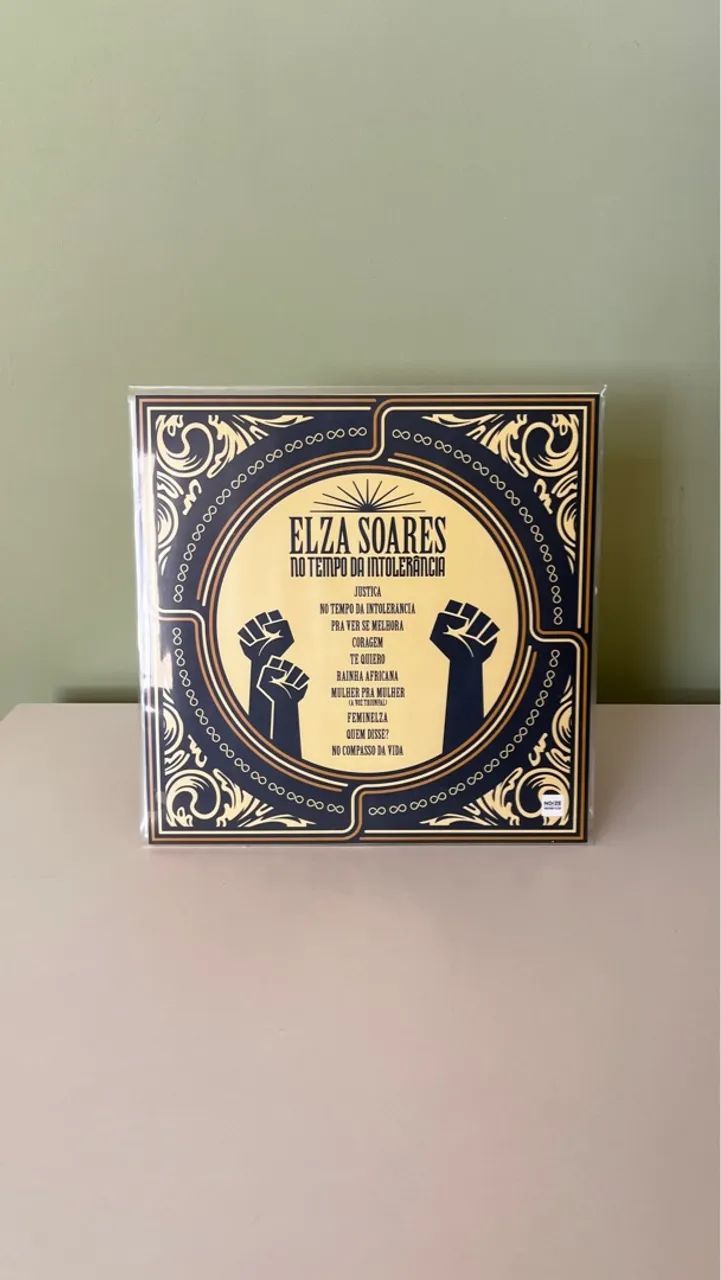 ELZA SOARES
NO TEMPO DA INTOLERÂNCIA
JUSTIÇA
NO TEMPO DA INTOLERÂNCIA
PRA VER SE MELHORA
CORAGEM
TE QUIERO
RAINHA AFRICANA
MULHER PRA MULHER
(A VOZ TRIUNFAL)
FEMINELZA
QUEM DISSE?
NO COMPASSO DA VIDA
NOIZE